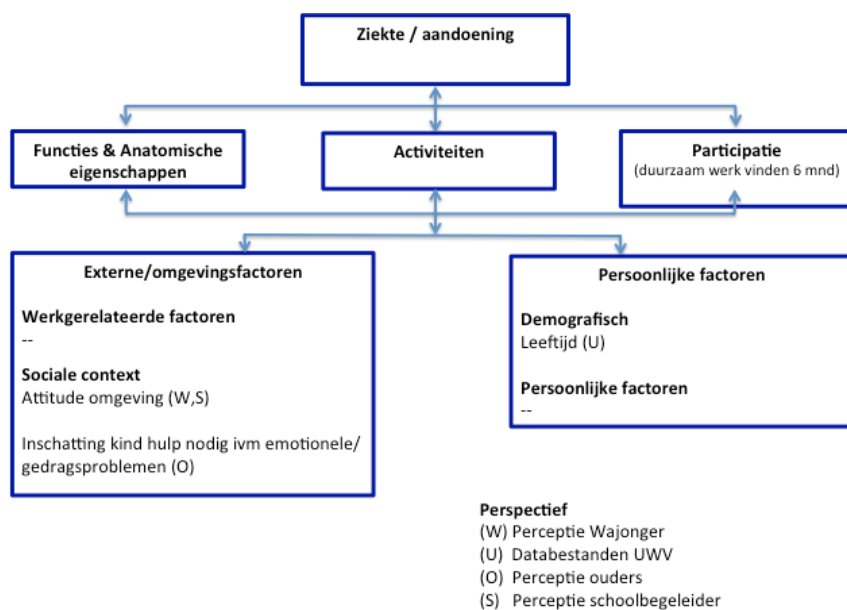 Ziekte / aandoening
Functies & Anatomische
eigenschappen
Activiteiten
Participatie
(duurzaam werk vinden 6 mnd)
Externe/omgevingsfactoren
Werkgerelateerde factoren
--
Sociale context
Attitude omgeving (W,S)
Inschatting kind hulp nodig ivm emotionele/
gedragsproblemen (O)
Persoonlijke factoren
Demografisch
Leeftijd (U)
Persoonlijke factoren
--
Perspectief
(W) Perceptie Wajonger
(U) Databestanden UWV
(O) Perceptie ouders
(S) Perceptie schoolbegeleider